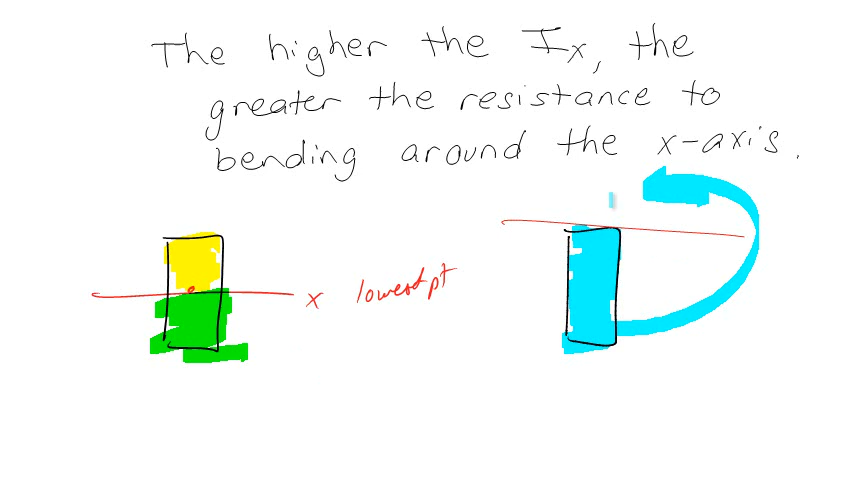 The higher the Ix, the
greater the resistance to
bending around the x-axis.
x lowest pt